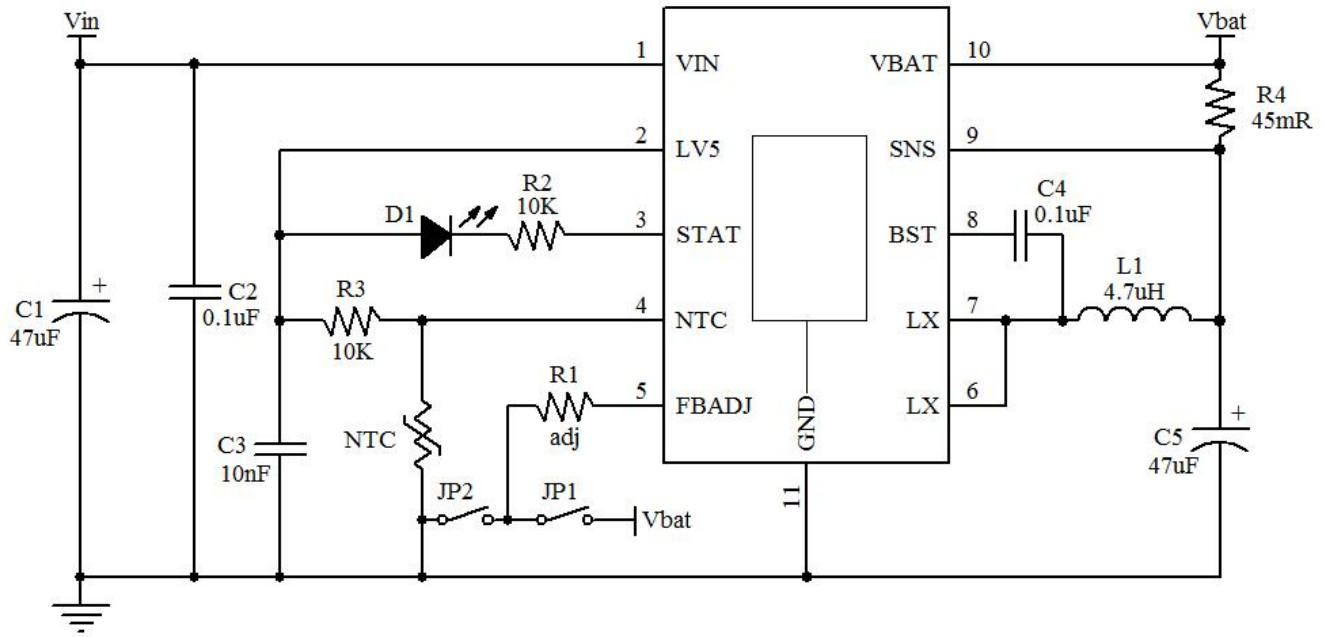 Vin
Vbat
1
VIN
VBAT
10
R4
45mR
2
LV5
SNS
9
R2
10K
C4
0.1uF
D1
3
STAT
BST
8
L1
4.7uH
C1
47uF
+
C2
0.1uF
R3
10K
4
NTC
LX
7
R1
adj
5
FBADJ
LX
6
GND
NTC
C3
10nF
C5
47uF
+
JP2
JP1
Vbat
11